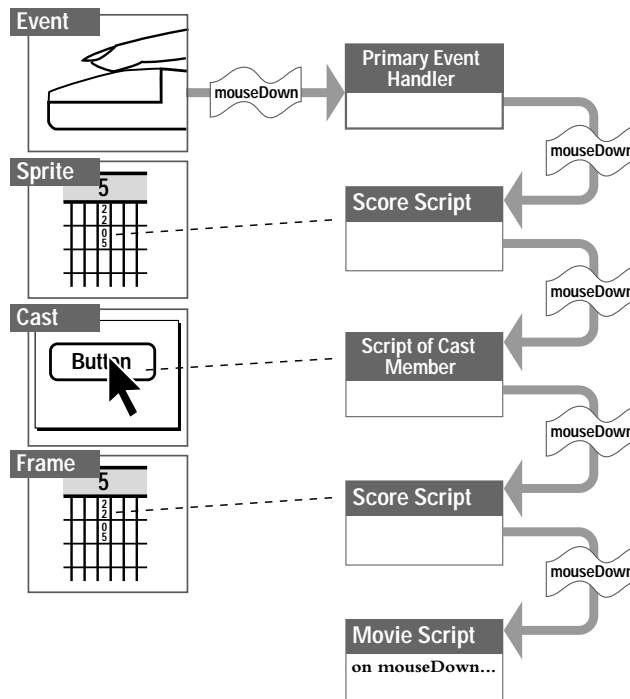 Event
mouseDown
Primary Event
Handler
mouseDown
Sprite
5
2
2
0
5
Score Script
mouseDown
Cast
Button
Script of Cast
Member
mouseDown
Frame
5
2
2
0
5
Score Script
mouseDown
Movie Script
on mouseDown...